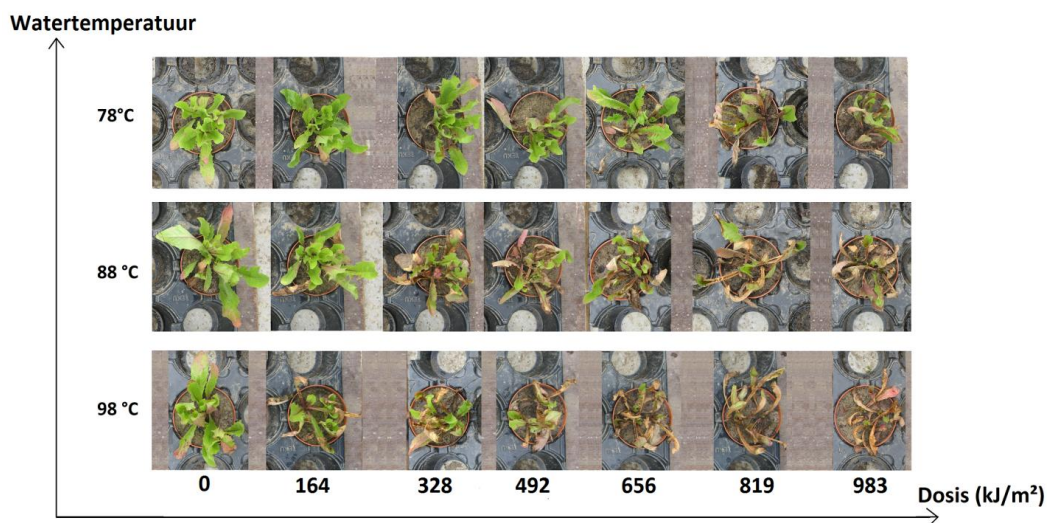 Watertemperatuur
78°C
88 °C
98 °C
0 164 328 492 656 819 983
Dosis (kJ/m²)